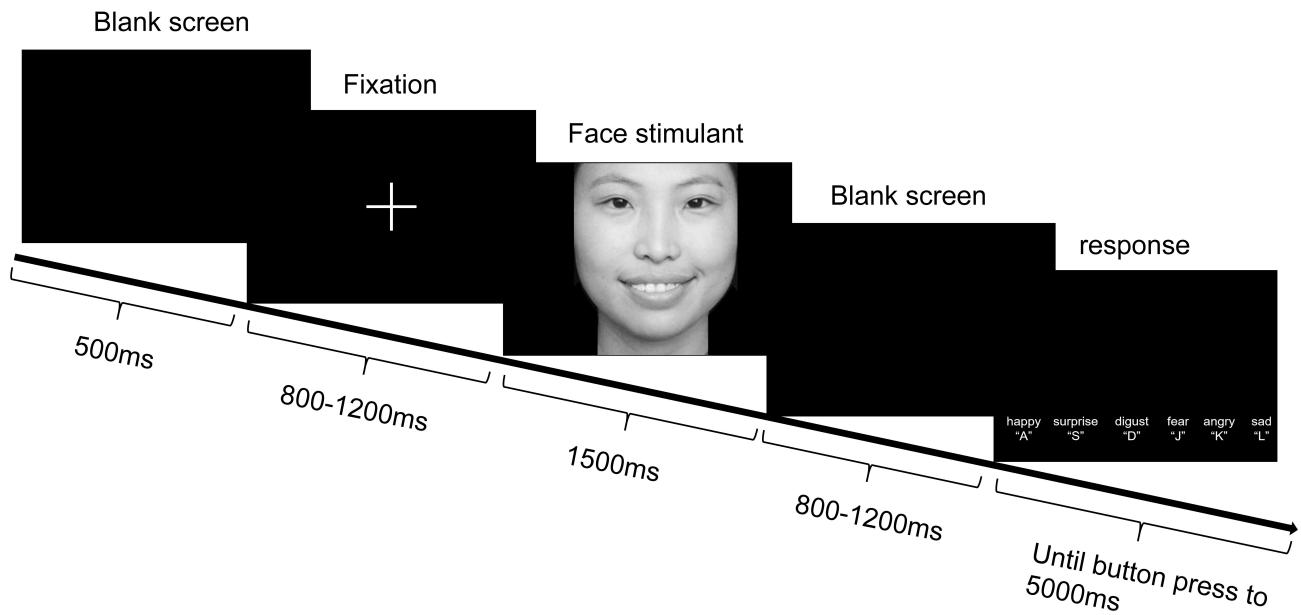 Blank screen
Fixation
Face stimulant
Blank screen
response
happy surprise digust fear angry sad
“A” “S” “D” “J” “K” “L”
500ms
800-1200ms
1500ms
800-1200ms
Until button press to
5000ms